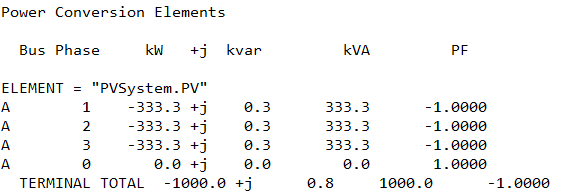 Power Conversion Elements
Bus Phase kW +j kvar kVA PF
ELEMENT = "PVSystem.PV"
A 1 -333.3 +j 0.3 333.3 -1.0000
A 2 -333.3 +j 0.3 333.3 -1.0000
A 3 -333.3 +j 0.3 333.3 -1.0000
A 0 0.0 +j 0.0 0.0 1.0000
TERMINAL TOTAL -1000.0 +j 0.8 1000.0 -1.0000